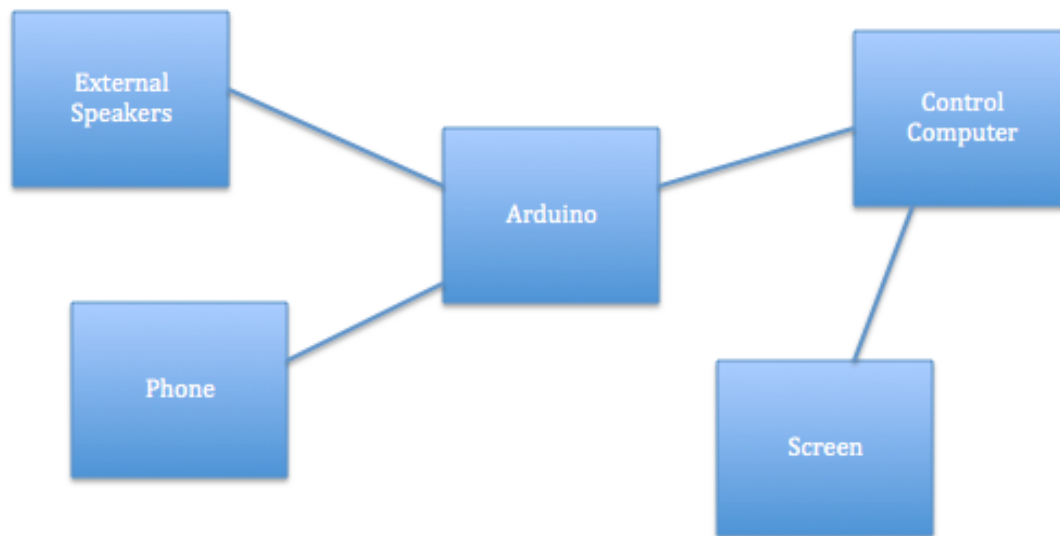 External
Speakers
Control
Computer
Arduino
Phone
Screen